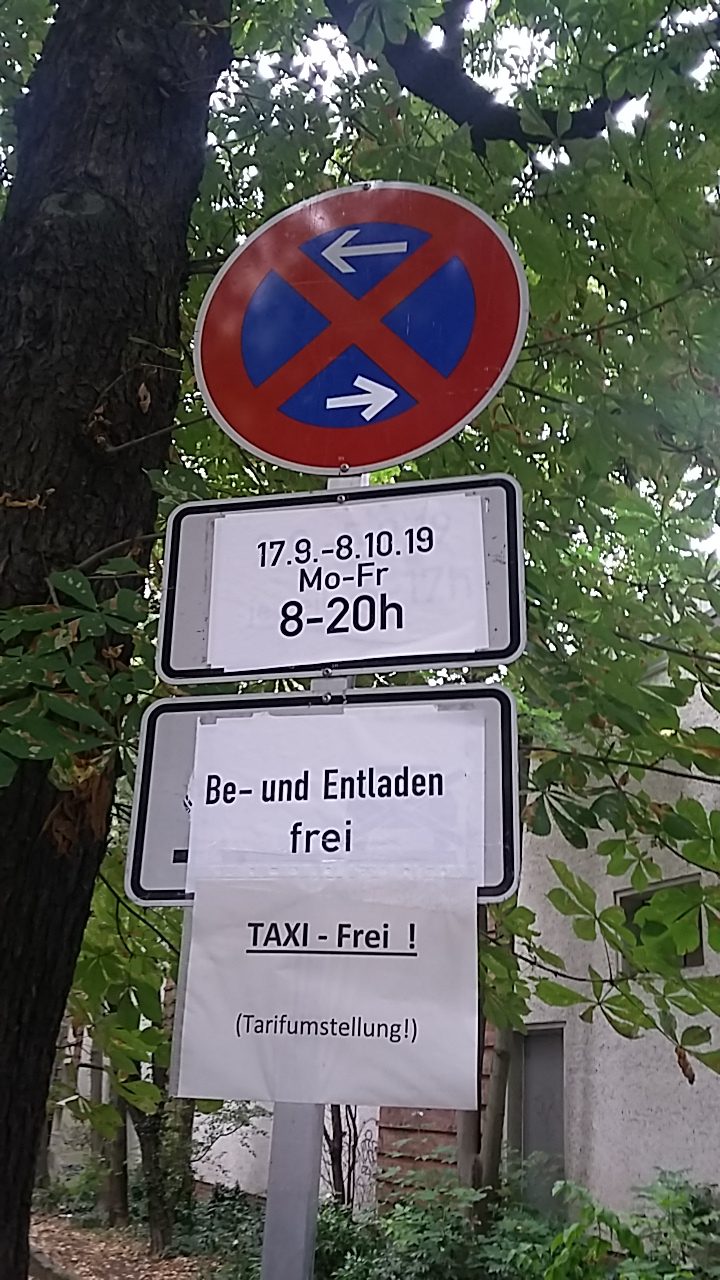 17.9.-8.10.19
Mo-Fr
8-20h
Be- und Entladen
frei
TAXI - Frei !
(Tarifumstellung!)